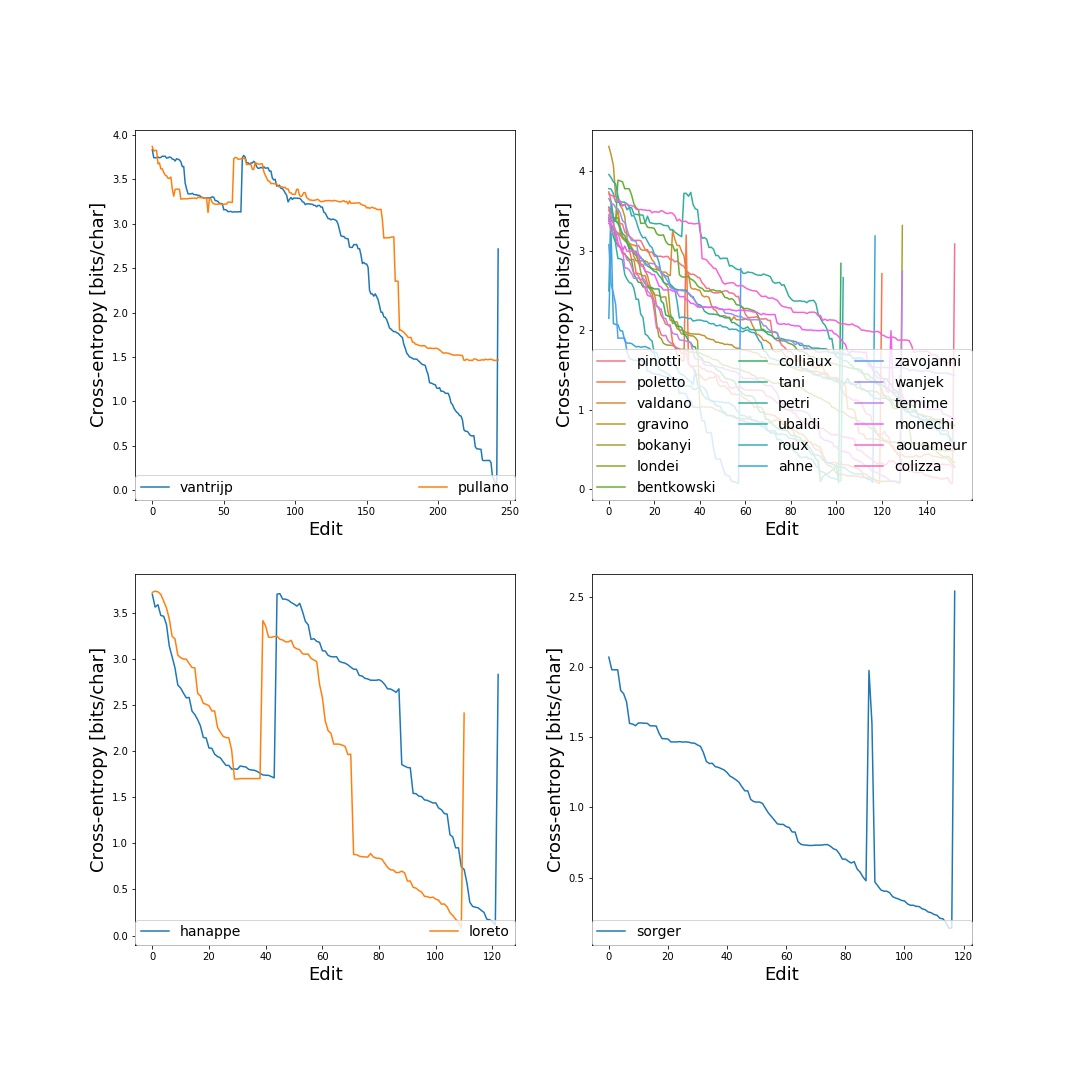 Cross-entropy [bits/char]
4.0
3.5
3.0
2.5
2.0
1.5
1.0
0.5
0.0
vantrijp pullano
0 50 100 150 200 250
Edit
Cross-entropy [bits/char]
4
3
2
1
0
pinotti colliaux zavojanni
poletto tani wanjek
valdano petri temime
gravino ubaldi monechi
bokanyi roux aouameur
londei ahne colizza
bentkowski
0 20 40 60 80 100 120 140
Edit
Cross-entropy [bits/char]
3.5
3.0
2.5
2.0
1.5
1.0
0.5
0.0
hanappe loreto
0 20 40 60 80 100 120
Edit
Cross-entropy [bits/char]
2.5
2.0
1.5
1.0
0.5
sorger
0 20 40 60 80 100 120
Edit